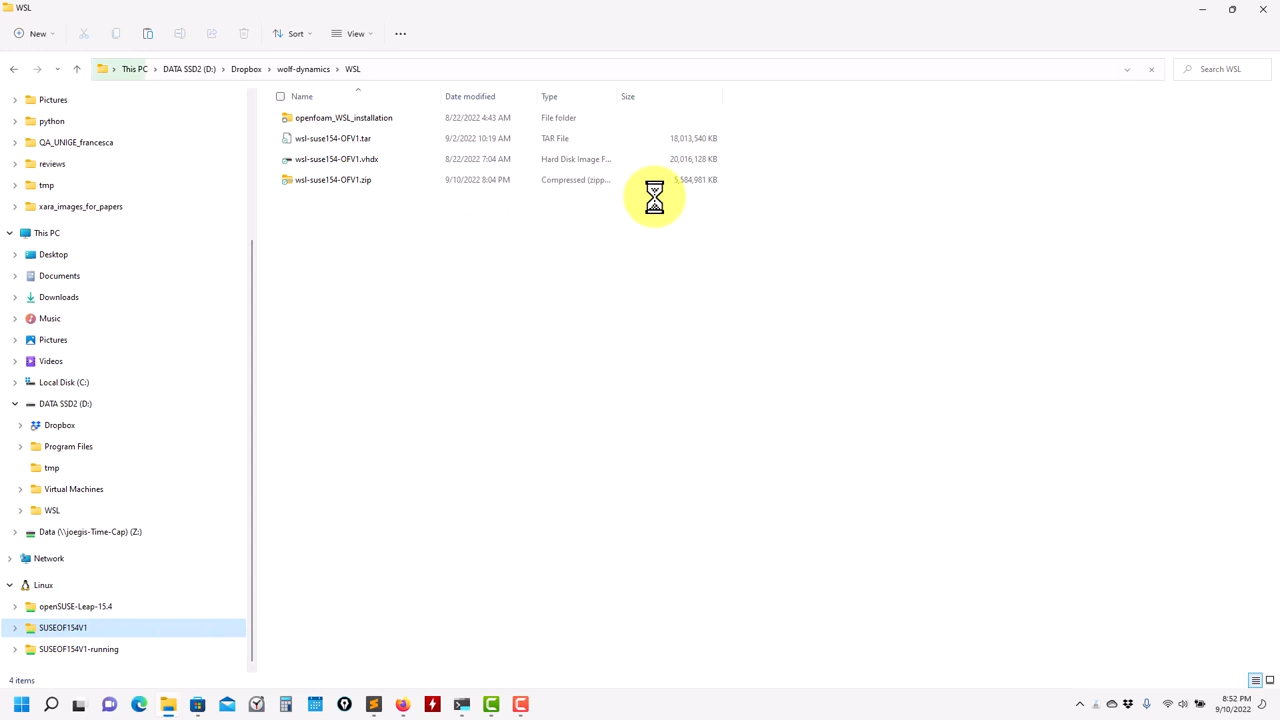 WSL
New
Sort
View
This PC
DATA SSD2 (D:)
Dropbox
wolf-dynamics
WSL
Search WSL
Name
Date modified
Type
Size
openfoam_WSL_installation
8/22/2022 4:43 AM
File folder
wsl-suse154-OFV1.tar
9/2/2022 10:19 AM
TAR File
18,013,540 KB
wsl-suse154-OFV1.vhdx
8/22/2022 7:04 AM
Hard Disk Image F...
20,016,128 KB
wsl-suse154-OFV1.zip
9/10/2022 8:04 PM
Compressed (zipp...
5,584,981 KB
Pictures
python
QA_UNIGE_francesca
reviews
tmp
xara_images_for_papers
This PC
Desktop
Documents
Downloads
Music
Pictures
Videos
Local Disk (C:)
DATA SSD2 (D:)
Dropbox
Program Files
tmp
Virtual Machines
WSL
Data (\\joegis-Time-Cap) (Z:)
Network
Linux
openSUSE-Leap-15.4
SUSEOF154V1
SUSEOF154V1-running
4 items
8:52 PM
9/10/2022